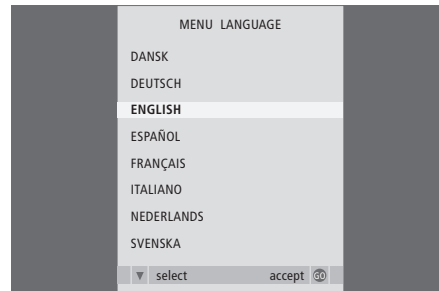 MENU LANGUAGE
DANSK
DEUTSCH
ENGLISH
ESPAÑOL
FRANÇAIS
ITALIANO
NEDERLANDS
SVENSKA
▼ select accept GO